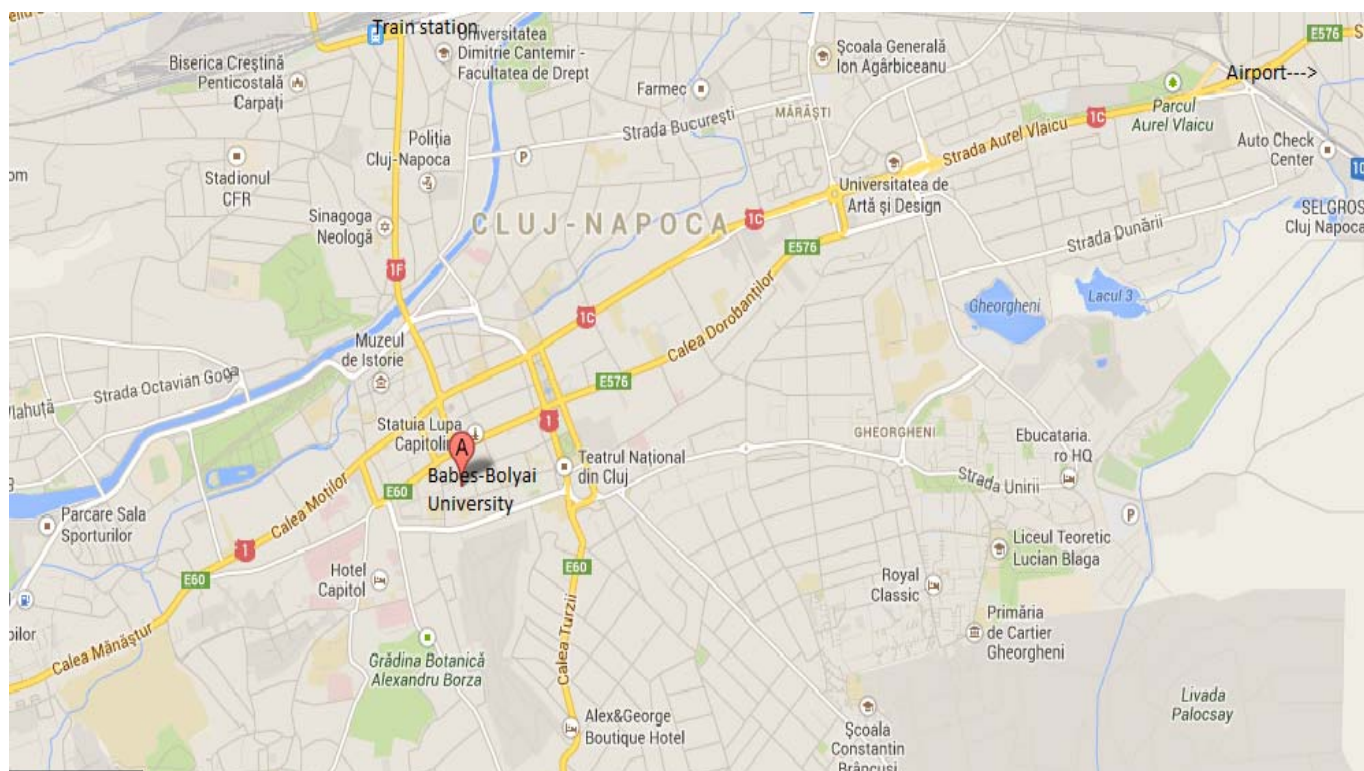 Train station
Universitatea
Dimitrie Cantemir -
Facultatea de Drept
Biserica Creștină
Penticostală
Carpați
Școala Generală
Ion Agârbiceanu
E576
S
Airport--->
Farmec
MĂRĂȘTI
Strada București
1C
Parcul
Aurel Vlaicu
Strada Aurel Vlaicu
Auto Check
Center
Poliția
Cluj-Napoca
P
om
Stadionul
CFR
Universitatea de
Artă și Design
SELGROS
Cluj Napoca
Sinagoga
Neologă
CLUJ-NAPOCA
1C
E576
Strada Dunării
1F
Gheorgheni
Lacul 3
1C
Calea Dorobanților
Muzeul
de Istorie
Strada Octavian Goga
lahuță
E576
1
Statuia Lupa
A
GHEORGHENI
Ebucataria.
ro HQ
Babeș-Bolyai
University
Teatrul Național
din Cluj
Strada Unirii
E60
Calea Moților
Parcare Sala
Sporturilor
P
1
Liceul Teoretic
Lucian Blaga
Hotel
Capitol
E60
E60
Royal
Classic
Calea Turzii
Primăria
de Cartier
Gheorgheni
oilor
Calea Mănăștur
Grădina Botanică
Alexandru Borza
Livada
Palocsay
Alex&George
Boutique Hotel
Școala
Constantin
Brâncuși